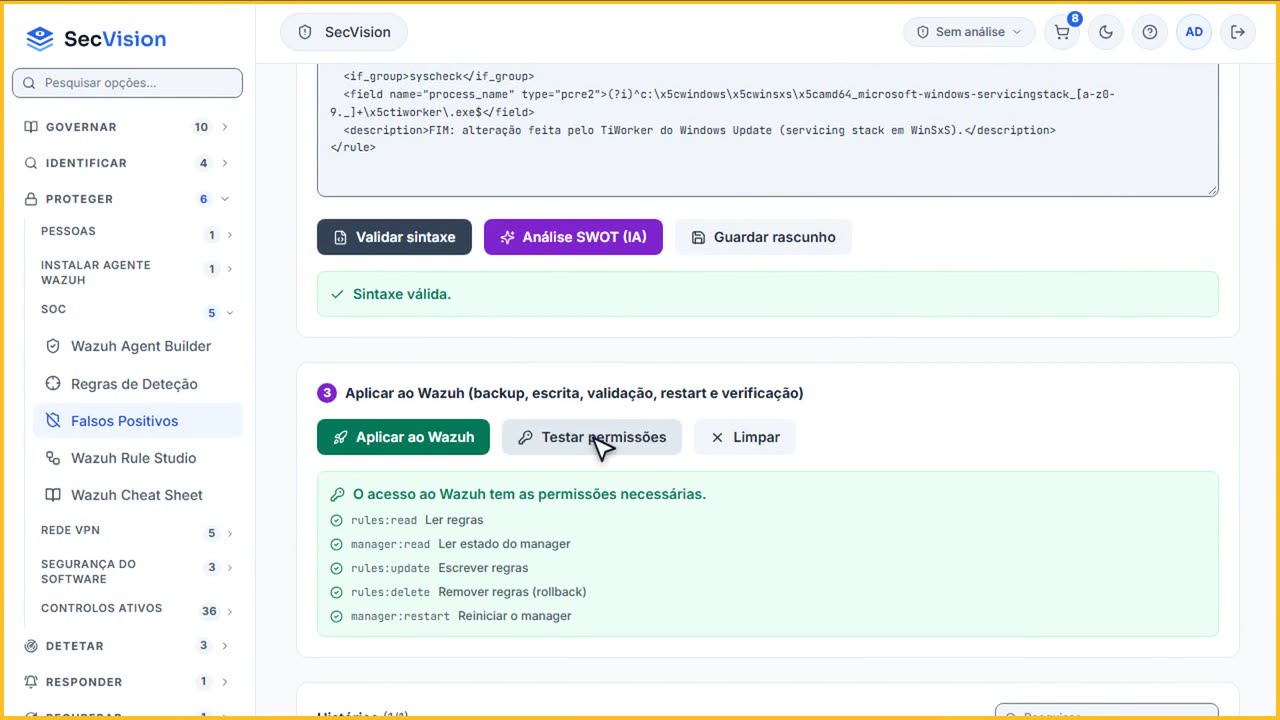 SecVision
Pesquisar opções...
GOVERNAR 10
IDENTIFICAR 4
PROTEGER 6
PESSOAS 1
INSTALAR AGENTE
WAZUH 1
SOC 5
Wazuh Agent Builder
Regras de Deteção
Falsos Positivos
Wazuh Rule Studio
Wazuh Cheat Sheet
REDE VPN 5
SEGURANÇA DO
SOFTWARE 3
CONTROLOS ATIVOS 36
DETETAR 3
RESPONDER 1
RECUPERAR 1
SecVision
Sem análise
8
AD
<if_group>syscheck</if_group>
<field name="process_name" type="pcre2">(?i)^c:\x5cwindows\x5cwinsxs\x5camd64_microsoft-windows-servicingstack_[a-z0-
9._]+\x5ctiworker\.exe$</field>
<description>FIM: alteração feita pelo TiWorker do Windows Update (servicing stack em WinSxS).</description>
</rule>
Validar sintaxe
Análise SWOT (IA)
Guardar rascunho
Sintaxe válida.
3 Aplicar ao Wazuh (backup, escrita, validação, restart e verificação)
Aplicar ao Wazuh
Testar permissões
Limpar
O acesso ao Wazuh tem as permissões necessárias.
rules:read Ler regras
manager:read Ler estado do manager
rules:update Escrever regras
rules:delete Remover regras (rollback)
manager:restart Reiniciar o manager
Histórico (1/1)